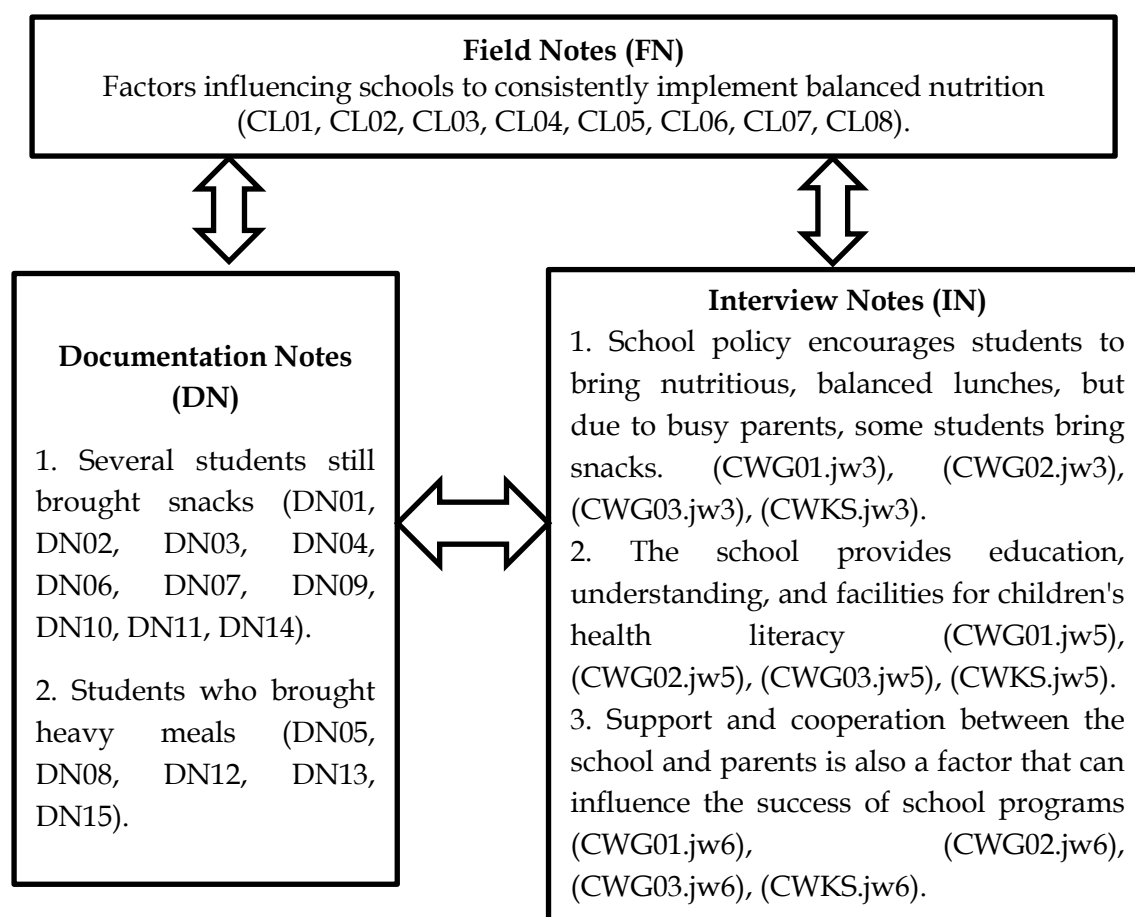 Field Notes (FN)
Factors influencing schools to consistently implement balanced nutrition
(CL01, CL02, CL03, CL04, CL05, CL06, CL07, CL08).
Documentation Notes
(DN)
1. Several students still
brought snacks (DN01,
DN02, DN03, DN04,
DN06, DN07, DN09,
DN10, DN11, DN14).
2. Students who brought
heavy meals (DN05,
DN08, DN12, DN13,
DN15).
Interview Notes (IN)
1. School policy encourages students to
bring nutritious, balanced lunches, but
due to busy parents, some students bring
snacks. (CWG01.jw3), (CWG02.jw3),
(CWG03.jw3), (CWKS.jw3).
2. The school provides education,
understanding, and facilities for children's
health literacy (CWG01.jw5),
(CWG02.jw5), (CWG03.jw5), (CWKS.jw5).
3. Support and cooperation between the
school and parents is also a factor that can
influence the success of school programs
(CWG01.jw6), (CWG02.jw6),
(CWG03.jw6), (CWKS.jw6).